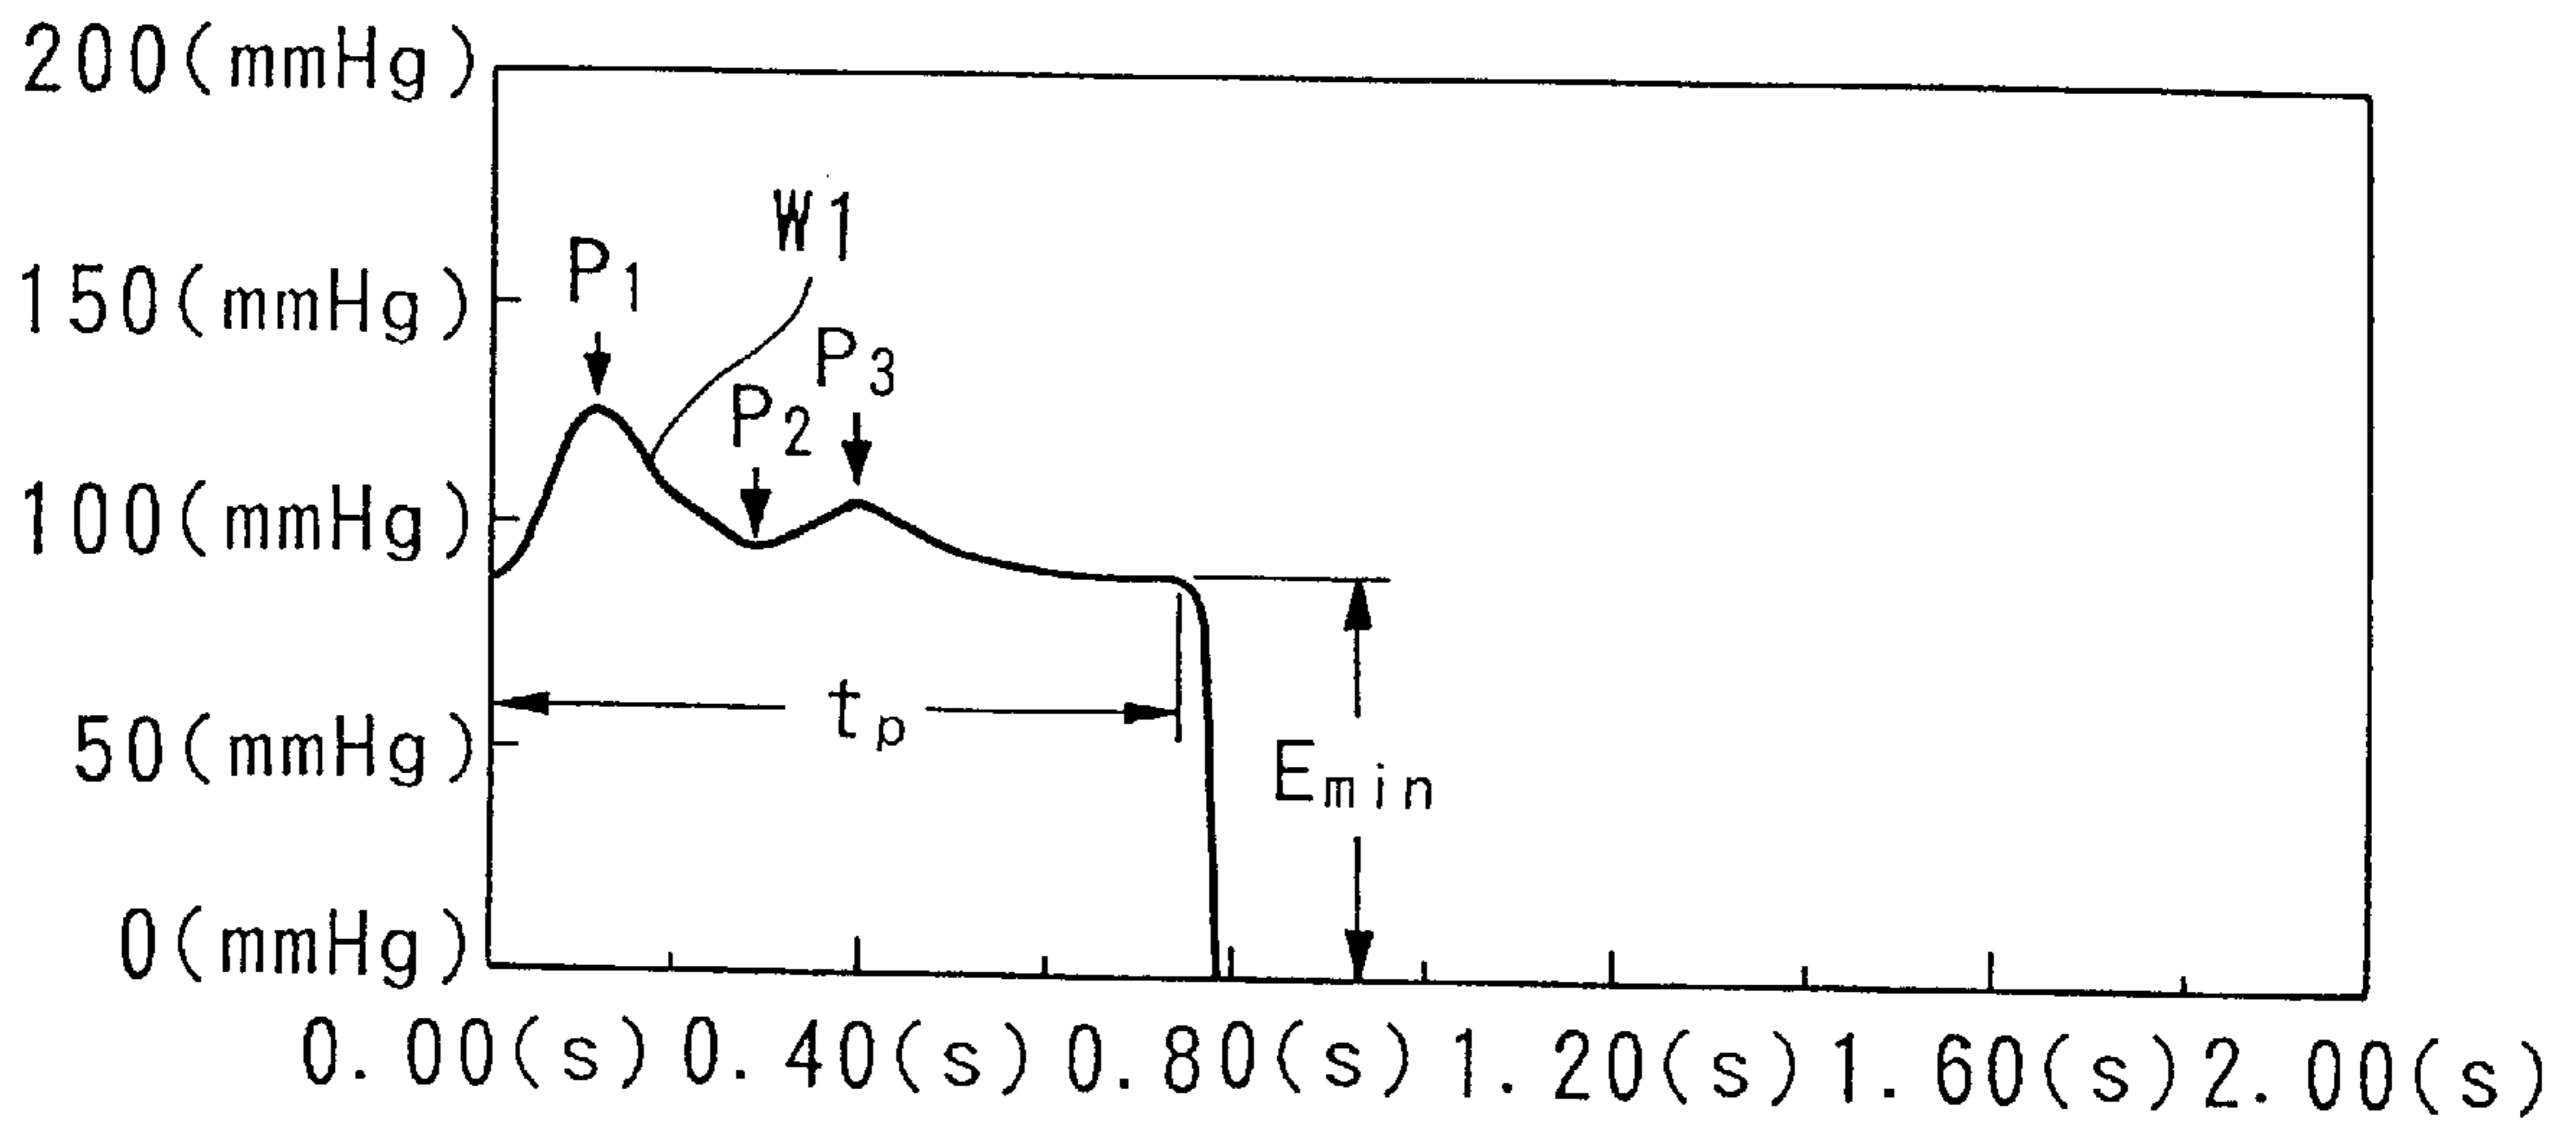 200(mmHg)
W1
P1
150(mmHg)
P3
P2
100(mmHg)
tp
50(mmHg)
Emin
0(mmHg)
0.00(s) 0.40(s) 0.80(s) 1.20(s) 1.60(s) 2.00(s)